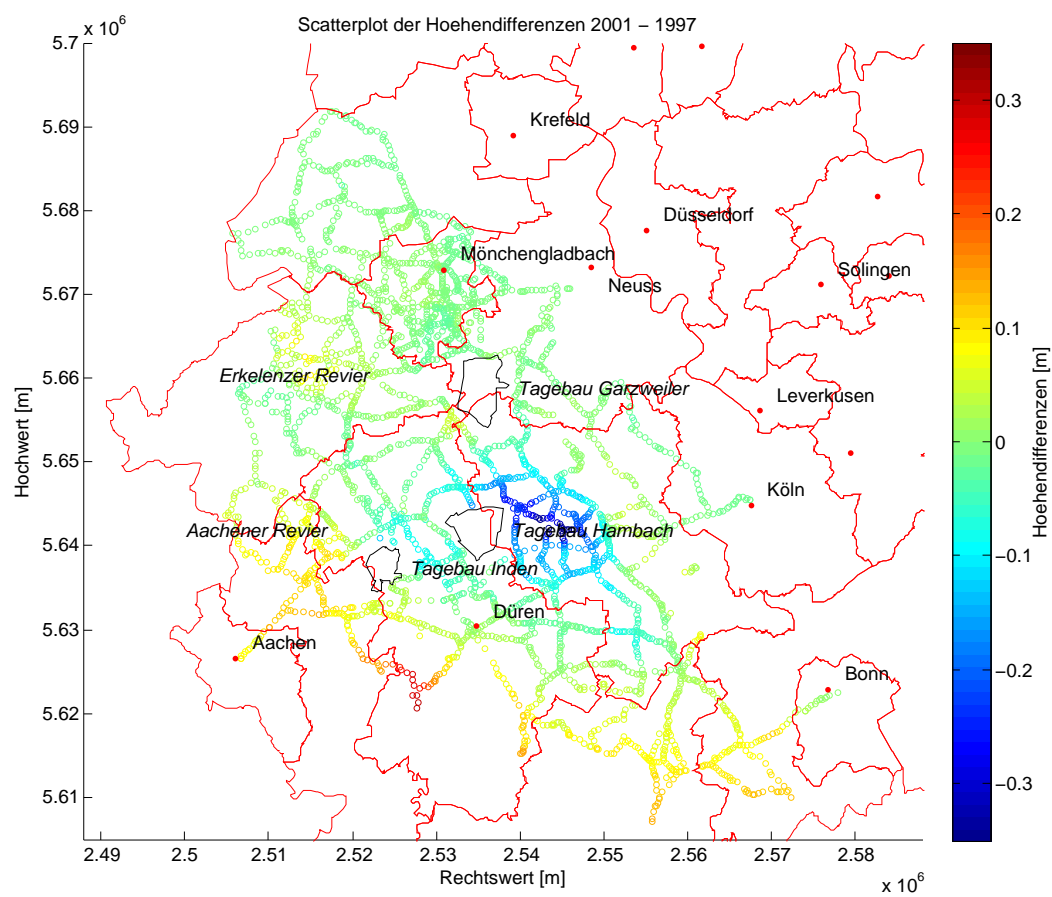 Scatterplot der Hoehendifferenzen 2001 − 1997
x 10⁶
5.7
5.69
5.68
5.67
5.66
5.65
5.64
5.63
5.62
5.61
Hochwert [m]
2.49
2.5
2.51
2.52
2.53
2.54
2.55
2.56
2.57
2.58
x 10⁶
Rechtswert [m]
Krefeld
Düsseldorf
Mönchengladbach
Solingen
Neuss
Erkelenzer Revier
Tagebau Garzweiler
Leverkusen
Köln
Aachener Revier
Tagebau Hambach
Tagebau Inden
Düren
Aachen
Bonn
0.3
0.2
0.1
0
−0.1
−0.2
−0.3
Hoehendifferenzen [m]